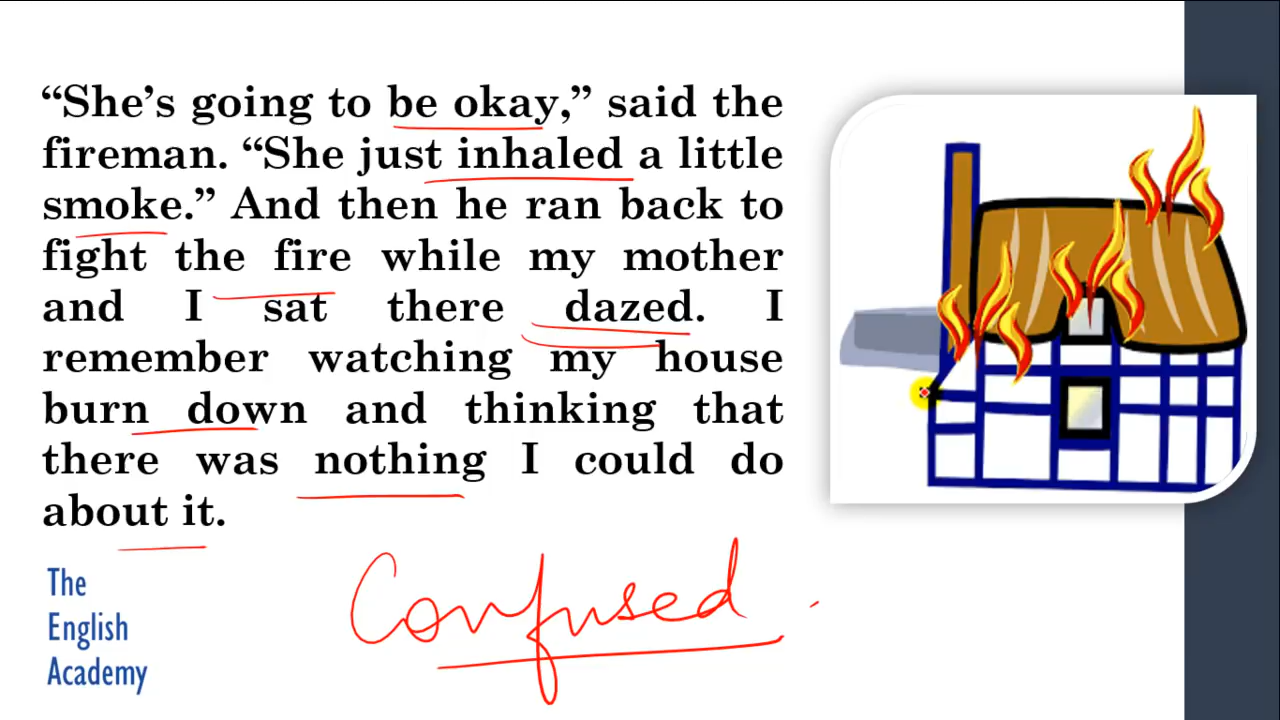 “She’s going to be okay,” said the
fireman. “She just inhaled a little
smoke.” And then he ran back to
fight the fire while my mother
and I sat there dazed. I
remember watching my house
burn down and thinking that
there was nothing I could do
about it.
Confused
The
English
Academy